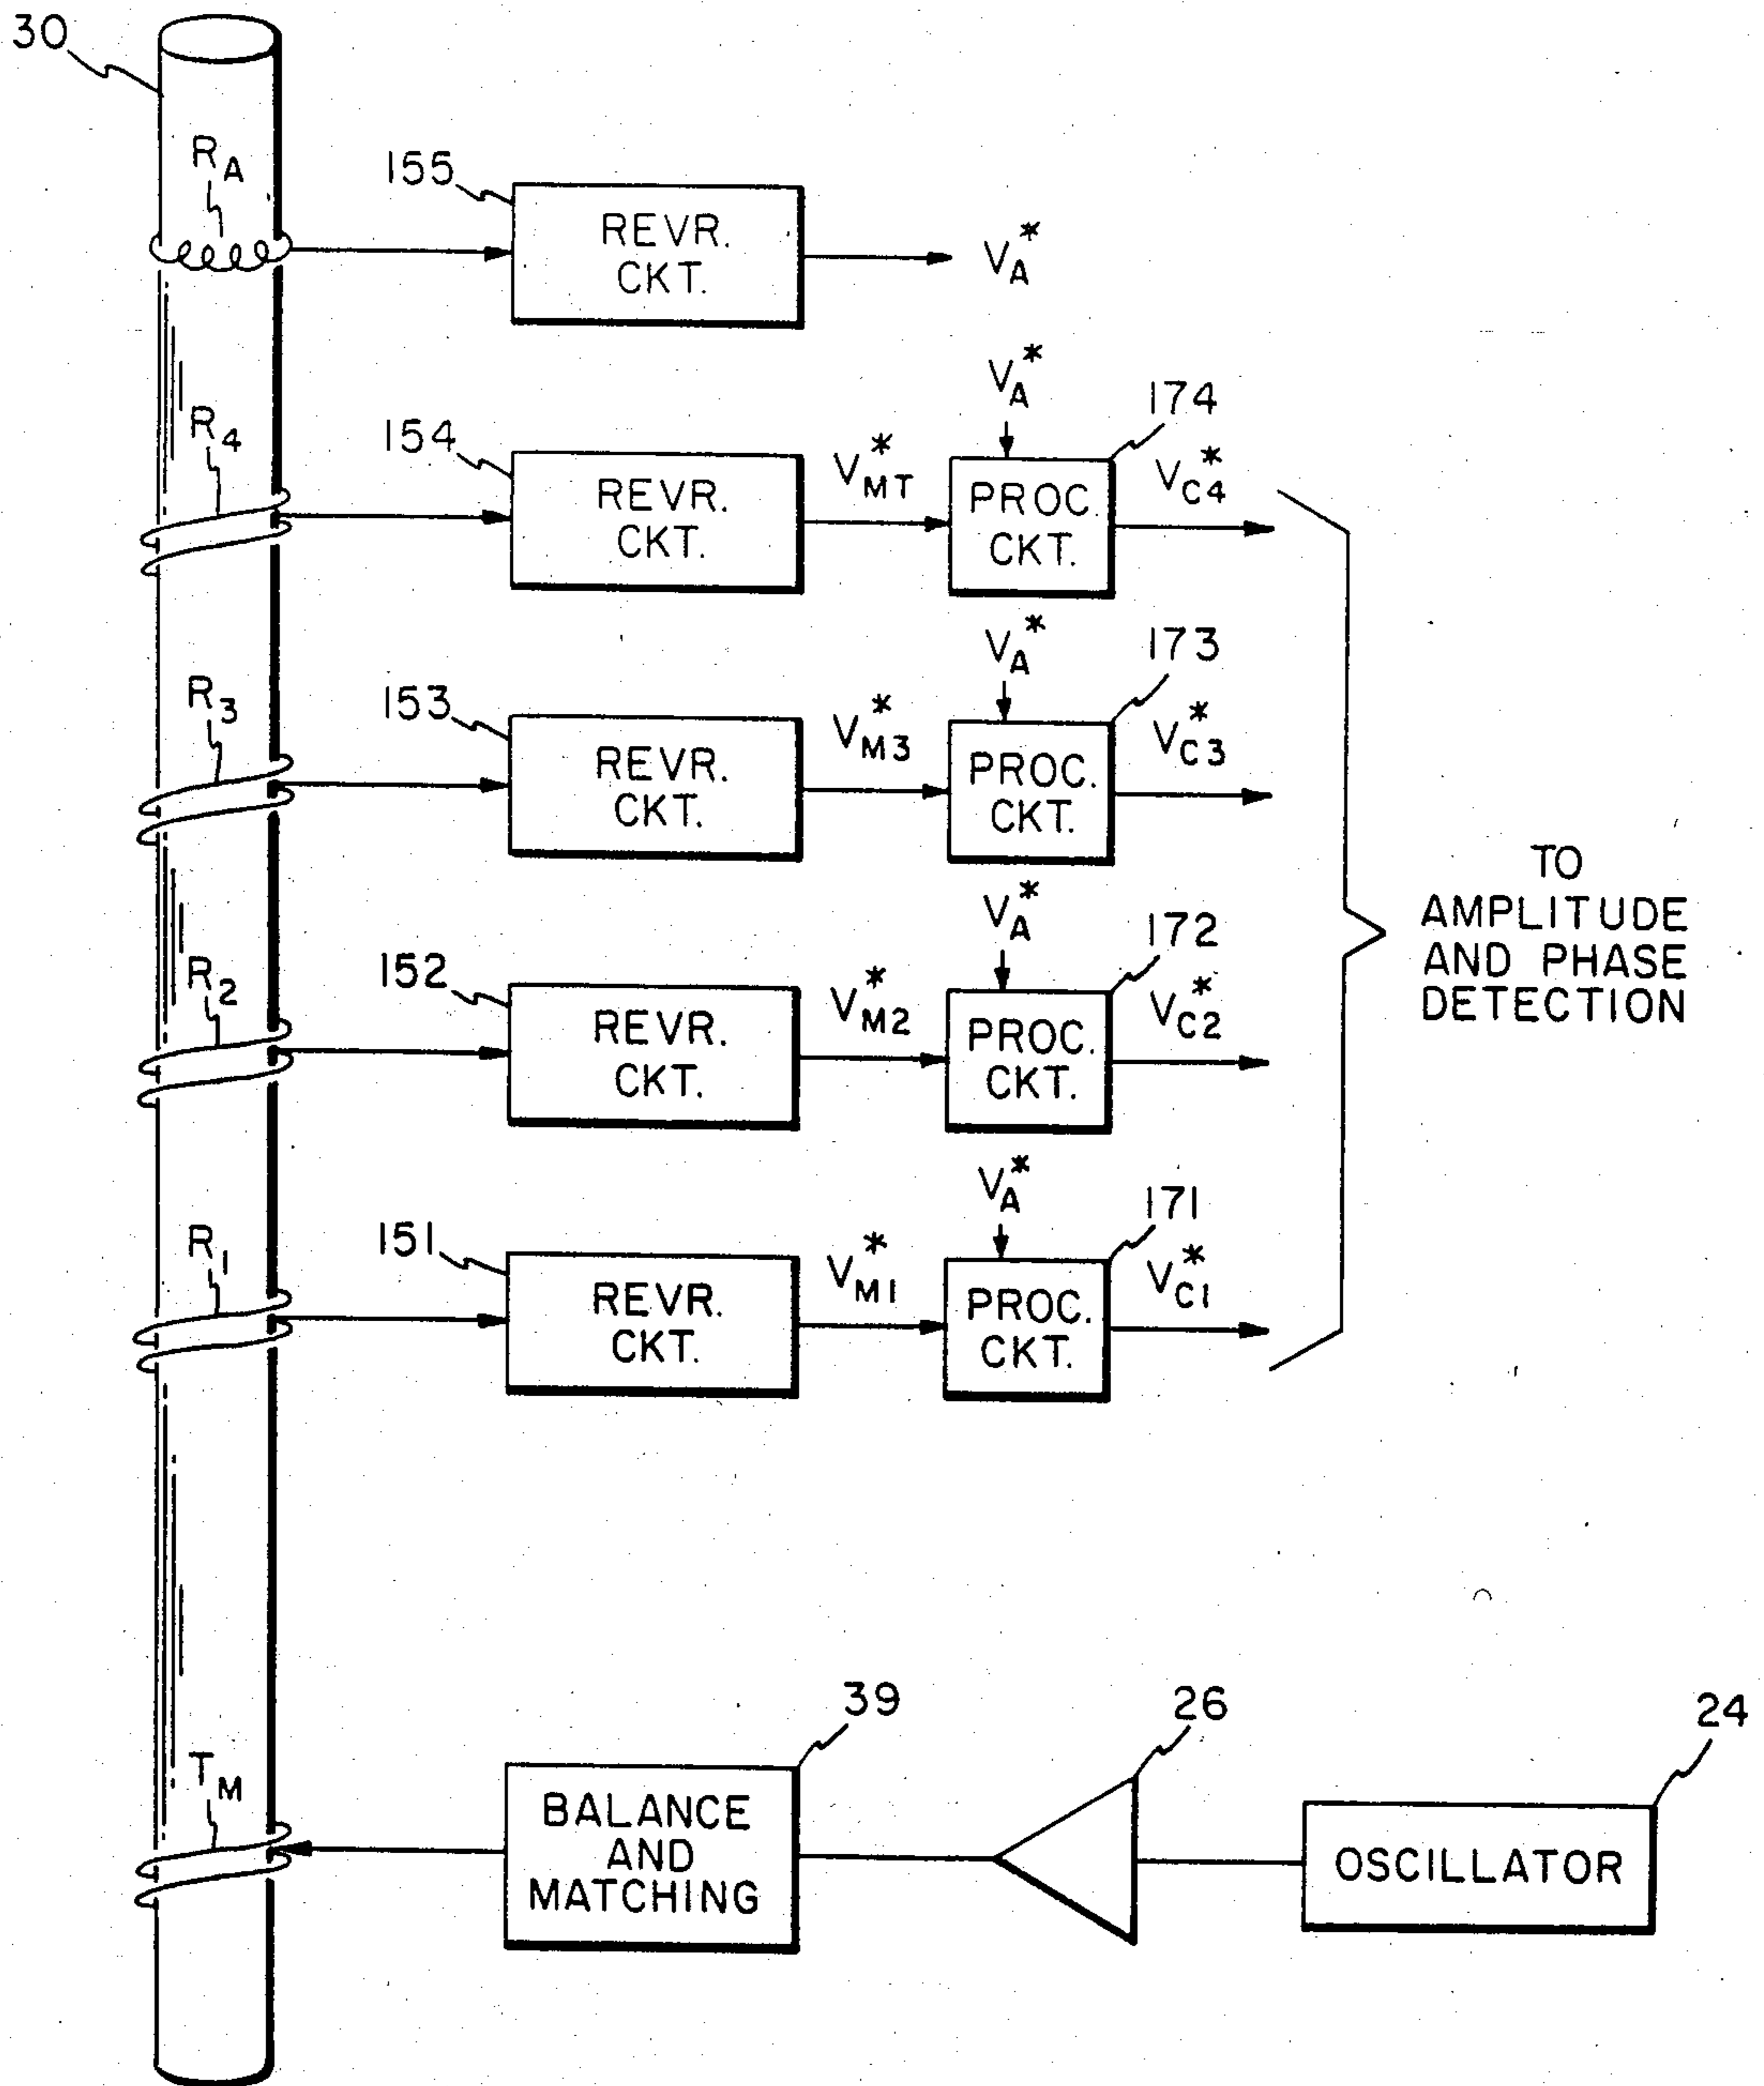 30
R_A
155
REVR.
CKT.
V_A*
V_A*
174
R_4
154
REVR.
CKT.
V_MT*
PROC.
CKT.
V_C4*
V_A*
173
R_3
153
REVR.
CKT.
V_M3*
PROC.
CKT.
V_C3*
TO
AMPLITUDE
AND PHASE
DETECTION
V_A*
172
R_2
152
REVR.
CKT.
V_M2*
PROC.
CKT.
V_C2*
V_A*
171
R_1
151
REVR.
CKT.
V_M1*
PROC.
CKT.
V_C1*
39
26
24
T_M
BALANCE
AND
MATCHING
OSCILLATOR